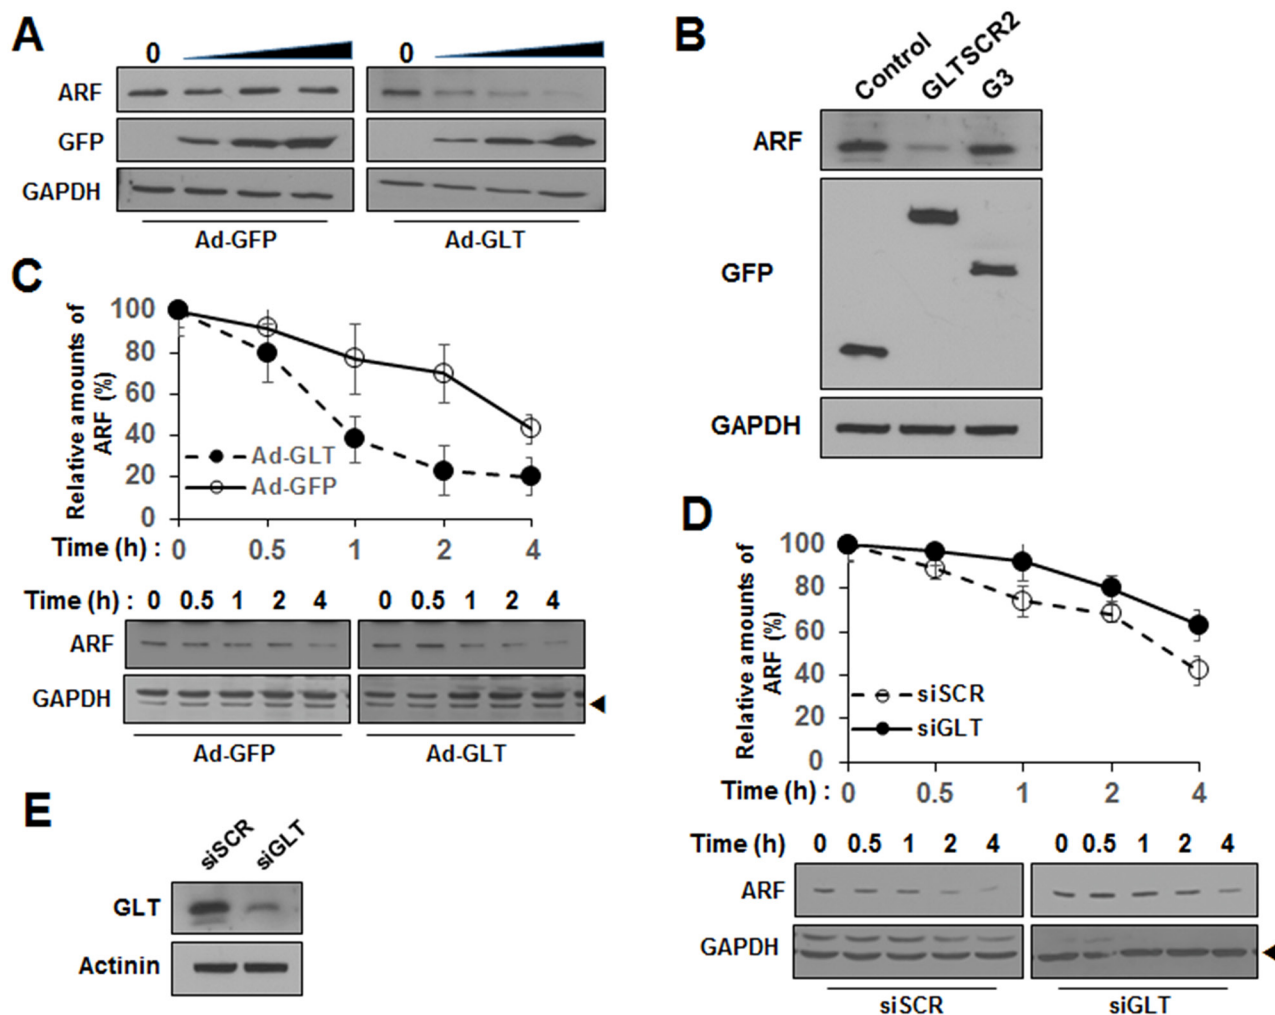 A
0
0
ARF
GFP
GAPDH
Ad-GFP
Ad-GLT
B
Control
GLTSCR2
G3
ARF
GFP
GAPDH
C
Relative amounts of
ARF (%)
100
80
60
40
20
0
Ad-GLT
Ad-GFP
Time (h) : 0 0.5 1 2 4
Time (h) : 0 0.5 1 2 4 0 0.5 1 2 4
ARF
GAPDH
Ad-GFP
Ad-GLT
D
Relative amounts of
ARF (%)
100
80
60
40
20
0
siSCR
siGLT
Time (h) : 0 0.5 1 2 4
Time (h) 0 0.5 1 2 4 0 0.5 1 2 4
ARF
GAPDH
siSCR
siGLT
E
siSCR
siGLT
GLT
Actinin